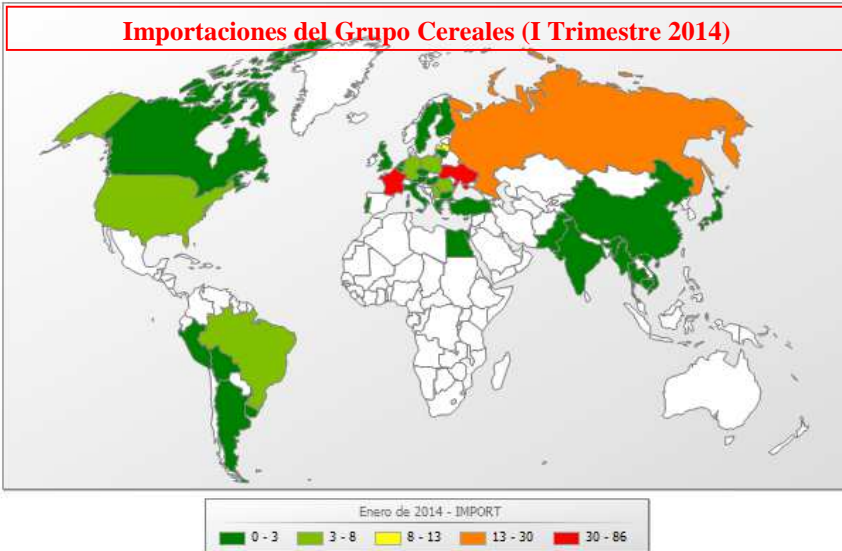 Importaciones del Grupo Cereales (I Trimestre 2014)
Enero de 2014 - IMPORT
0 - 3 3 - 8 8 - 13 13 - 30 30 - 86